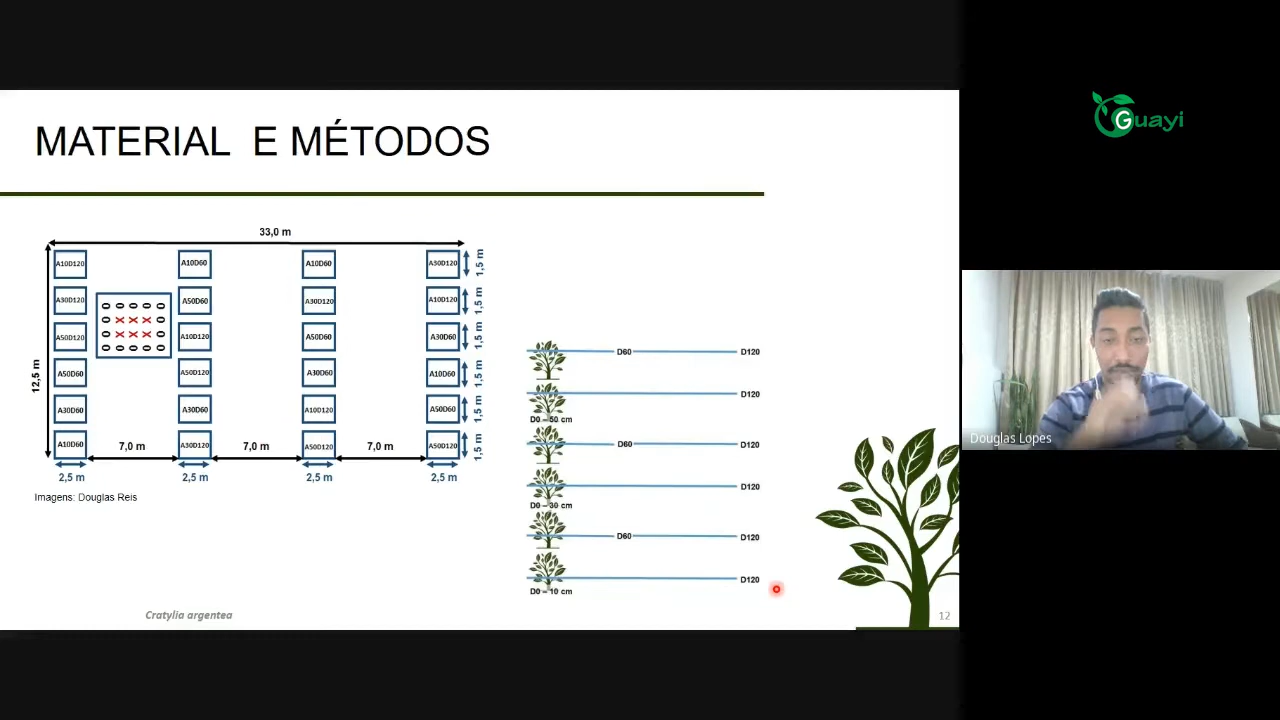 MATERIAL E MÉTODOS
33,0 m
A10D120 A10D60 A10D60 A30D120 1,5 m
A30D120 A50D60 A30D120 A10D120 1,5 m
O O O O O
O X X X O
O X X X O
O O O O O
A50D120 A10D120 A50D60 A30D60 1,5 m
12,5 m
A50D60 A50D120 A30D60 A10D60 1,5 m
A30D60 A30D60 A10D120 A50D60 1,5 m
A10D60 7,0 m A30D120 7,0 m A50D120 7,0 m A50D120 1,5 m
2,5 m 2,5 m 2,5 m 2,5 m
Imagens: Douglas Reis
D60 D120
D120
D0 – 50 cm
D60 D120
D120
D0 – 30 cm
D60 D120
D120
D0 – 10 cm
Cratylia argentea
12
Guayi
Douglas Lopes